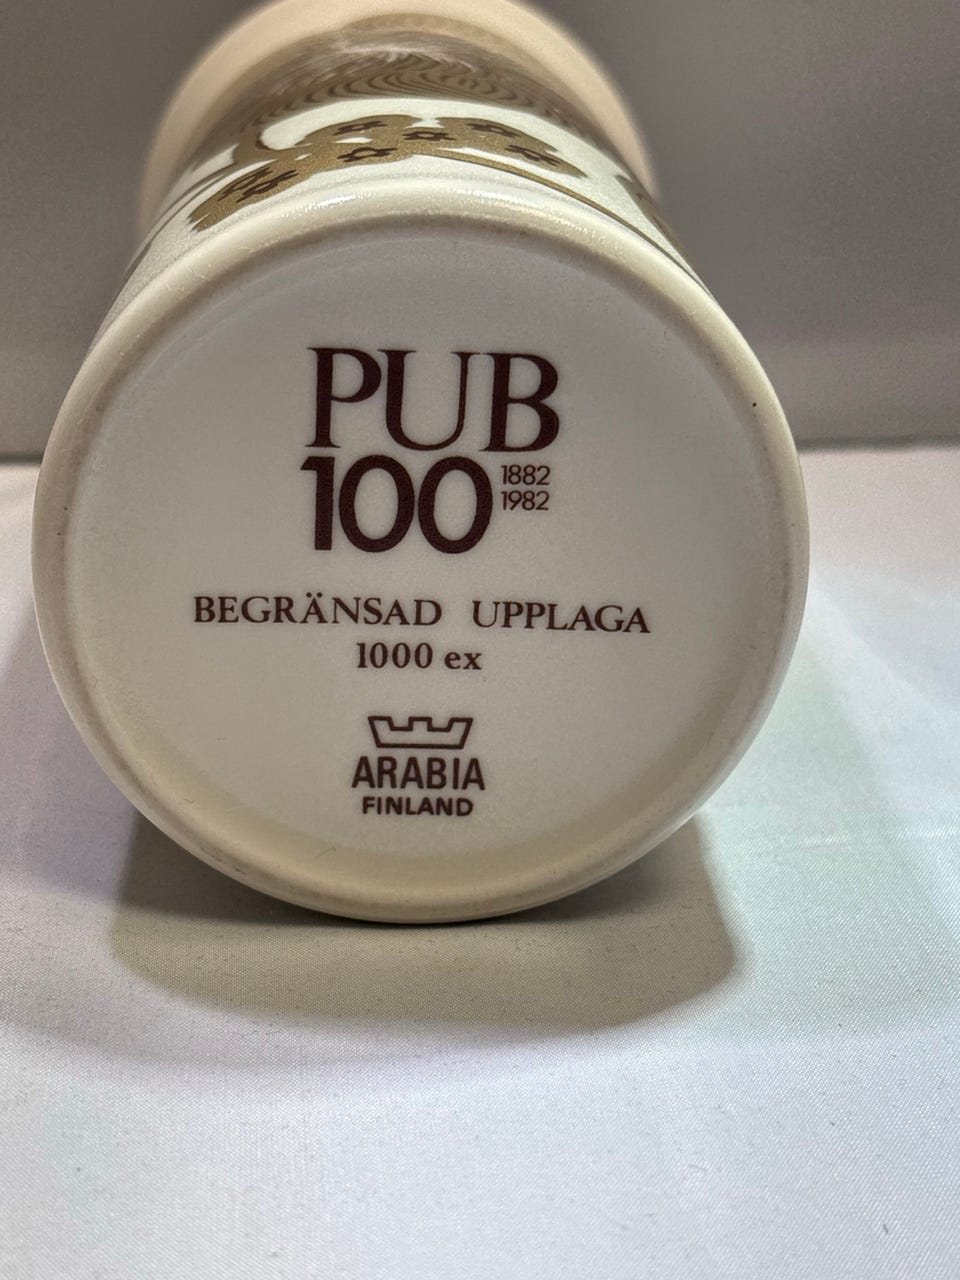 PUB
100 1882
1982
BEGRÄNSAD UPPLAGA
1000 ex
ARABIA
FINLAND